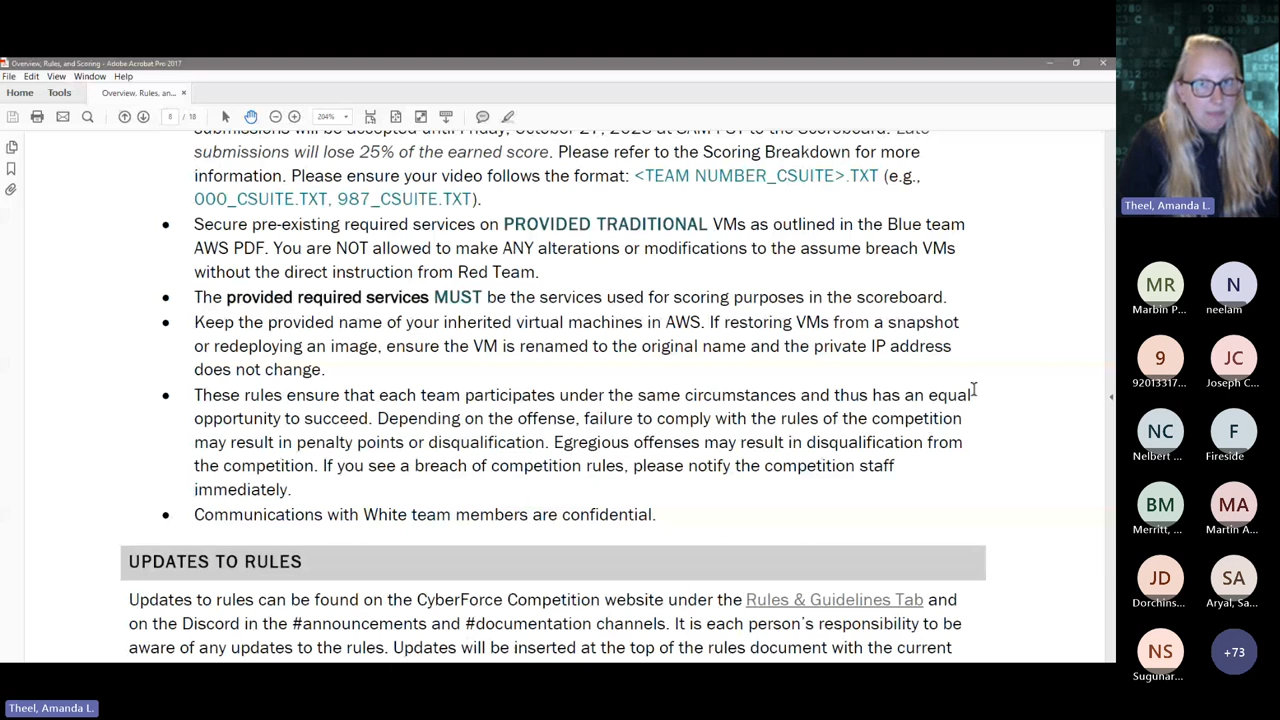 Overview, Rules, and Scoring - Adobe Acrobat Pro 2017
File Edit View Window Help
Home Tools Overview. Rules, an... ×
8 / 18 204%
submissions will be accepted until Friday, October 27, 2023 at Late
submissions will lose 25% of the earned score. Please refer to the Scoring Breakdown for more
information. Please ensure your video follows the format: <TEAM NUMBER_CSUITE>.TXT (e.g.,
000_CSUITE.TXT, 987_CSUITE.TXT).
• Secure pre-existing required services on PROVIDED TRADITIONAL VMs as outlined in the Blue team
AWS PDF. You are NOT allowed to make ANY alterations or modifications to the assume breach VMs
without the direct instruction from Red Team.
• The provided required services MUST be the services used for scoring purposes in the scoreboard.
• Keep the provided name of your inherited virtual machines in AWS. If restoring VMs from a snapshot
or redeploying an image, ensure the VM is renamed to the original name and the private IP address
does not change.
• These rules ensure that each team participates under the same circumstances and thus has an equal
opportunity to succeed. Depending on the offense, failure to comply with the rules of the competition
may result in penalty points or disqualification. Egregious offenses may result in disqualification from
the competition. If you see a breach of competition rules, please notify the competition staff
immediately.
• Communications with White team members are confidential.
UPDATES TO RULES
Updates to rules can be found on the CyberForce Competition website under the Rules & Guidelines Tab and
on the Discord in the #announcements and #documentation channels. It is each person's responsibility to be
aware of any updates to the rules. Updates will be inserted at the top of the rules document with the current
Theel, Amanda L.
Theel, Amanda L.
MR N
Marbin P... neelam
9 JC
92013317... Joseph C...
NC F
Nelbert ... Fireside
BM MA
Merritt, ... Martin A...
JD SA
Dorchins... Aryal, Sa...
NS +73
Sugunar...